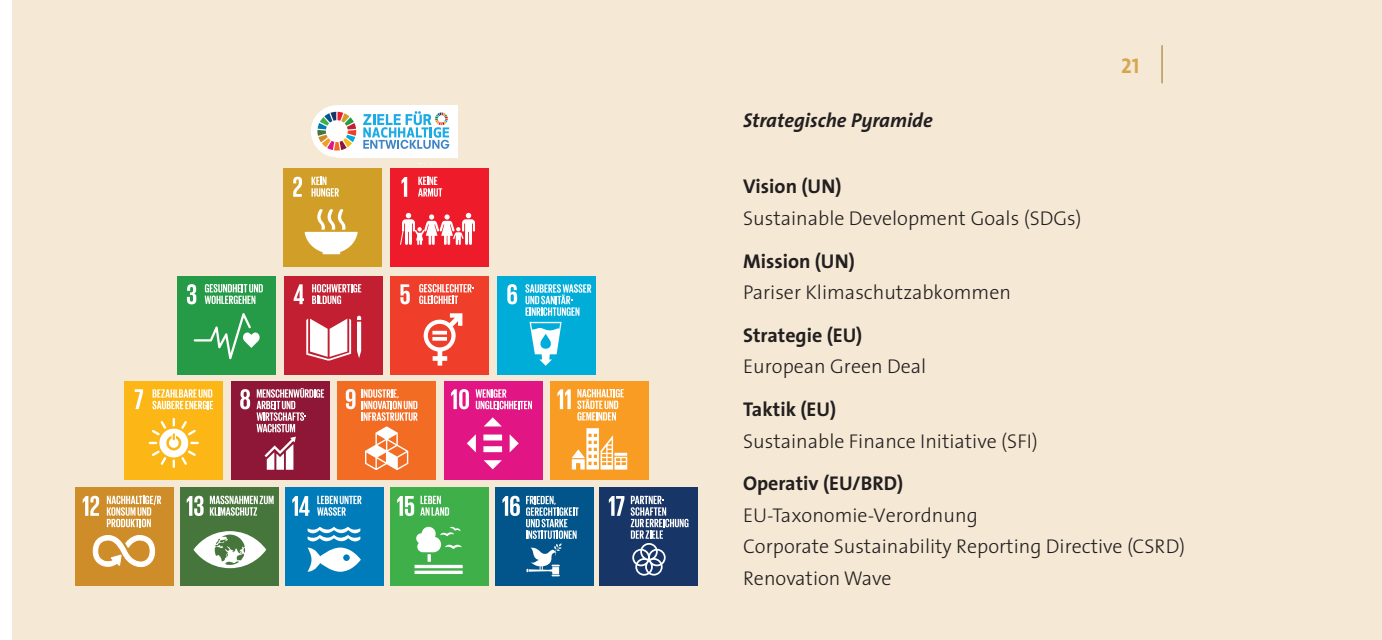 21
ZIELE FÜR
NACHHALTIGE
ENTWICKLUNG
2 KEIN
HUNGER
1 KEINE
ARMUT
3 GESUNDHEIT UND
WOHLERGEHEN
4 HOCHWERTIGE
BILDUNG
5 GESCHLECHTER-
GLEICHHEIT
6 SAUBERES WASSER
UND SANITÄR-
EINRICHTUNGEN
7 BEZAHLBARE UND
SAUBERE ENERGIE
8 MENSCHENWÜRDIGE
ARBEIT UND
WIRTSCHAFTS-
WACHSTUM
9 INDUSTRIE,
INNOVATION UND
INFRASTRUKTUR
10 WENIGER
UNGLEICHHEITEN
11 NACHHALTIGE
STÄDTE UND
GEMEINDEN
12 NACHHALTIGE/R
KONSUM UND
PRODUKTION
13 MASSNAHMEN ZUM
KLIMASCHUTZ
14 LEBEN UNTER
WASSER
15 LEBEN
AN LAND
16 FRIEDEN,
GERECHTIGKEIT
UND STARKE
INSTITUTIONEN
17 PARTNER-
SCHAFTEN
ZUR ERREICHUNG
DER ZIELE
Strategische Pyramide
Vision (UN)
Sustainable Development Goals (SDGs)
Mission (UN)
Pariser Klimaschutzabkommen
Strategie (EU)
European Green Deal
Taktik (EU)
Sustainable Finance Initiative (SFI)
Operativ (EU/BRD)
EU-Taxonomie-Verordnung
Corporate Sustainability Reporting Directive (CSRD)
Renovation Wave